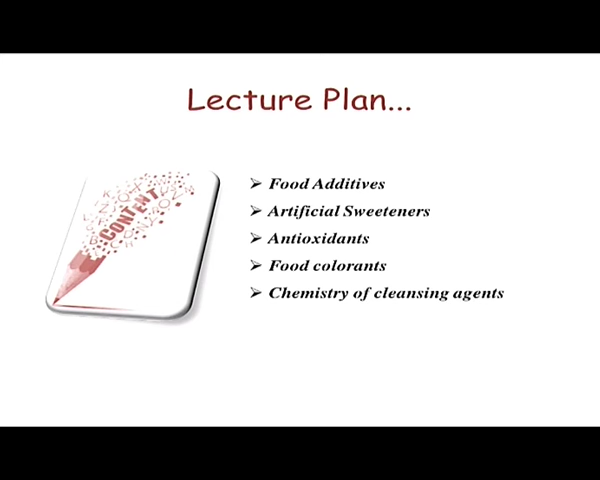 Lecture Plan...
CONTENT
➢ Food Additives
➢ Artificial Sweeteners
➢ Antioxidants
➢ Food colorants
➢ Chemistry of cleansing agents